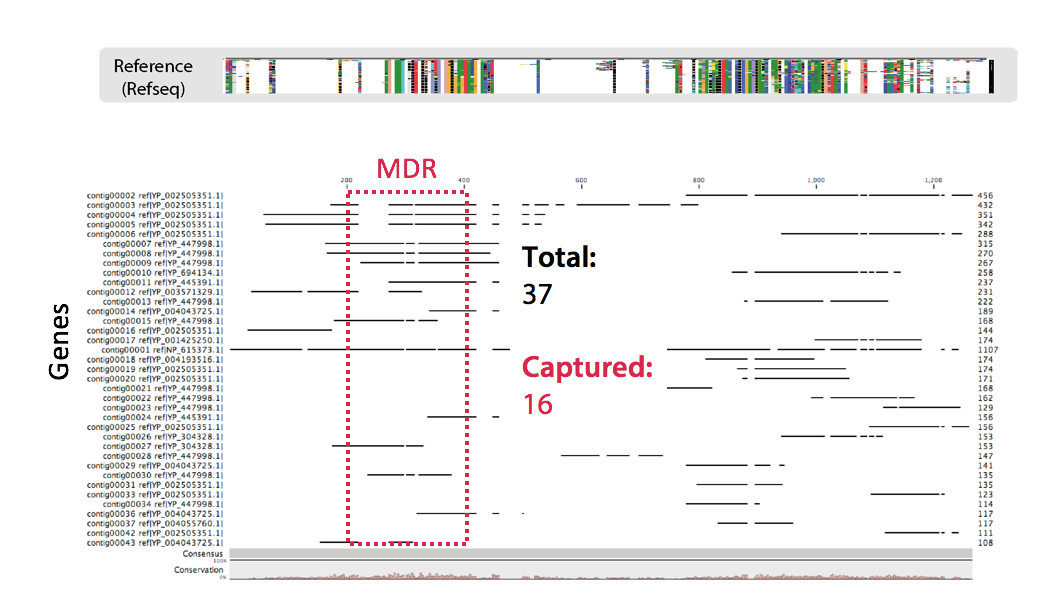 Reference
(Refseq)
MDR
200 400 600 800 1,000 1,200
contig00002 ref|YP_002505351.1| 456
contig00003 ref|YP_002505351.1| 432
contig00004 ref|YP_002505351.1| 351
contig00005 ref|YP_002505351.1| 342
contig00006 ref|YP_002505351.1| 288
contig00007 ref|YP_447998.1| 315
contig00008 ref|YP_447998.1| 270
contig00009 ref|YP_447998.1| 267
contig00010 ref|YP_694134.1| 258
contig00011 ref|YP_445391.1| 237
contig00012 ref|YP_003571329.1| 231
contig00013 ref|YP_447998.1| 222
contig00014 ref|YP_004043725.1| 189
contig00015 ref|YP_447998.1| 168
contig00016 ref|YP_002505351.1| 144
contig00017 ref|YP_001425250.1| 174
contig00001 ref|NP_615373.1| 1107
contig00018 ref|YP_004193516.1| 174
contig00019 ref|YP_002505351.1| 174
contig00020 ref|YP_002505351.1| 171
contig00021 ref|YP_447998.1| 168
contig00022 ref|YP_447998.1| 162
contig00023 ref|YP_447998.1| 129
contig00024 ref|YP_445391.1| 156
contig00025 ref|YP_002505351.1| 156
contig00026 ref|YP_304328.1| 153
contig00027 ref|YP_304328.1| 153
contig00028 ref|YP_447998.1| 147
contig00029 ref|YP_004043725.1| 141
contig00030 ref|YP_447998.1| 135
contig00031 ref|YP_002505351.1| 135
contig00033 ref|YP_002505351.1| 123
contig00034 ref|YP_447998.1| 114
contig00036 ref|YP_004043725.1| 117
contig00037 ref|YP_004055760.1| 117
contig00042 ref|YP_002505351.1| 111
contig00043 ref|YP_004043725.1| 108
Genes
Total:
37
Captured:
16
Consensus
100%
Conservation
0%